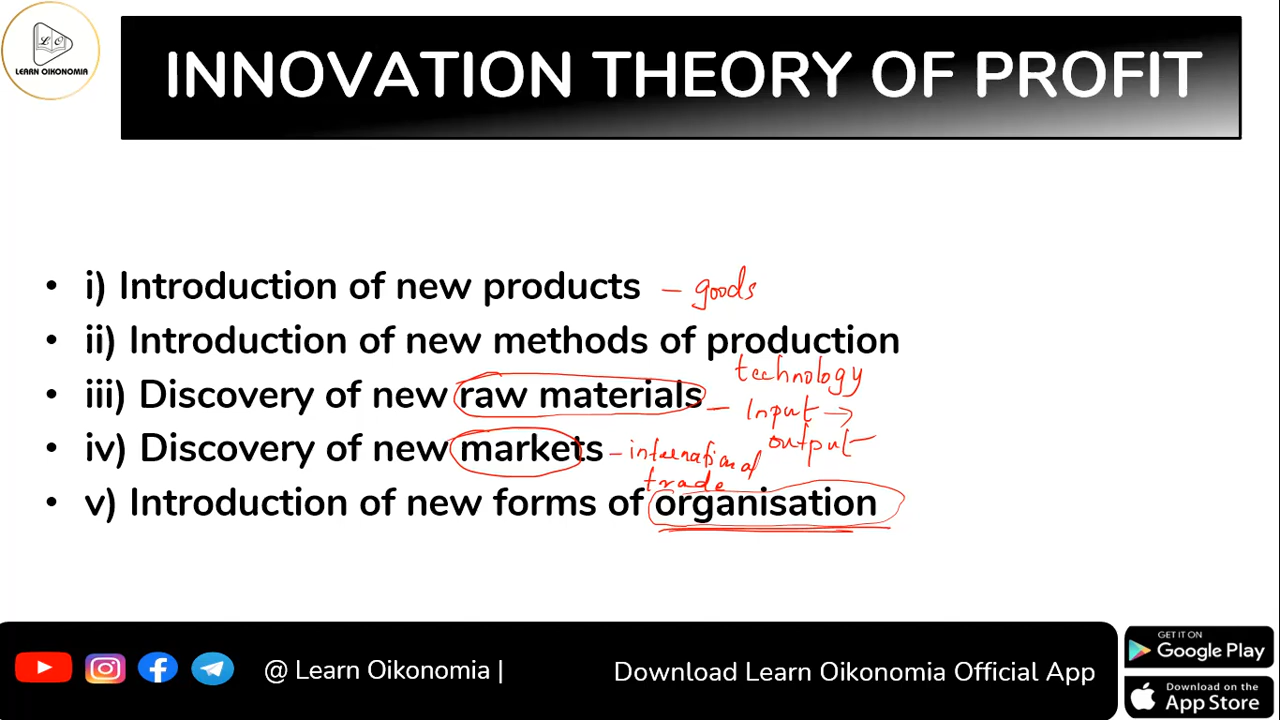 LEARN OIKONOMIA
INNOVATION THEORY OF PROFIT
• i) Introduction of new products – goods
• ii) Introduction of new methods of production
technology
• iii) Discovery of new raw materials – Input →
output
• iv) Discovery of new markets – international
trade
• v) Introduction of new forms of organisation
@ Learn Oikonomia |
Download Learn Oikonomia Official App
GET IT ON
Google Play
Download on the
App Store